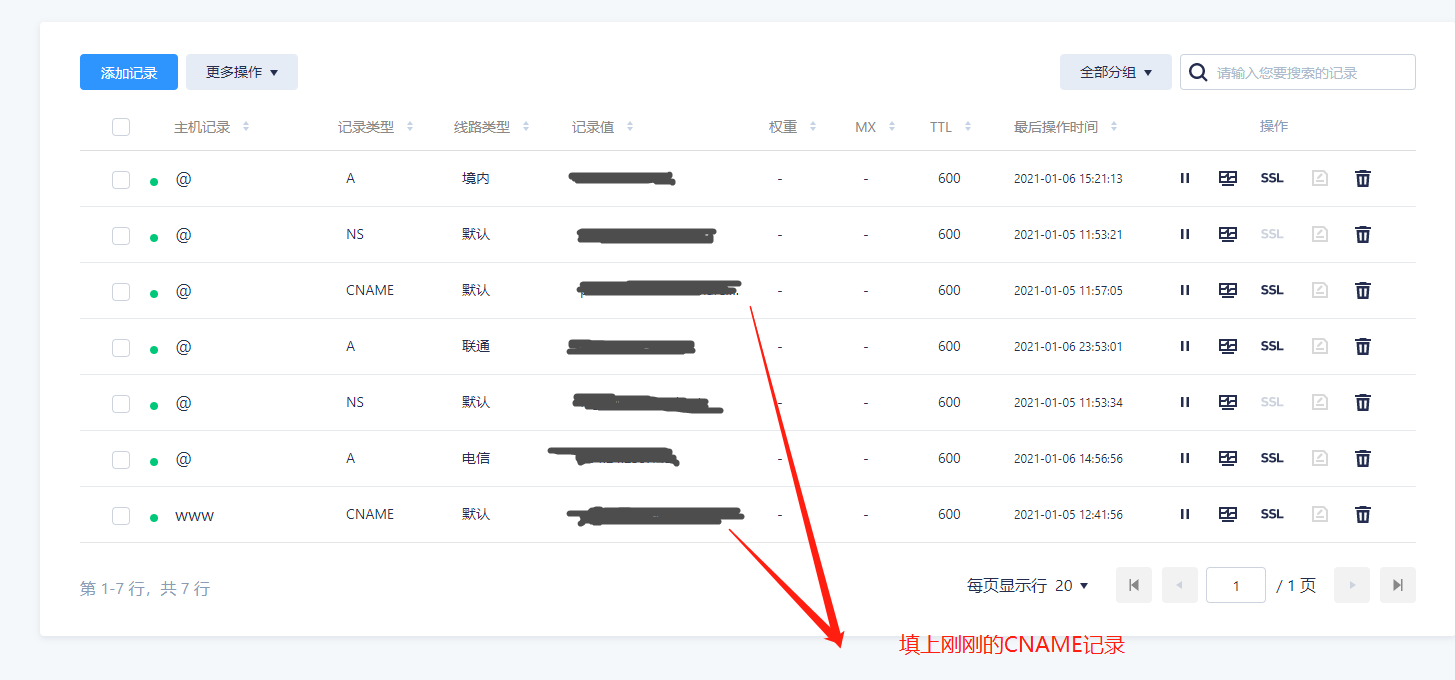 添加记录 更多操作 全部分组 请输入您要搜索的记录
主机记录 记录类型 线路类型 记录值 权重 MX TTL 最后操作时间 操作
@ A 境内 - - 600 2021-01-06 15:21:13 SSL
@ NS 默认 - - 600 2021-01-05 11:53:21 SSL
@ CNAME 默认 - - 600 2021-01-05 11:57:05 SSL
@ A 联通 - - 600 2021-01-06 23:53:01 SSL
@ NS 默认 - - 600 2021-01-05 11:53:34 SSL
@ A 电信 - - 600 2021-01-06 14:56:56 SSL
www CNAME 默认 - - 600 2021-01-05 12:41:56 SSL
第 1-7 行，共 7 行 每页显示行 20 1 / 1 页
填上刚刚的CNAME记录